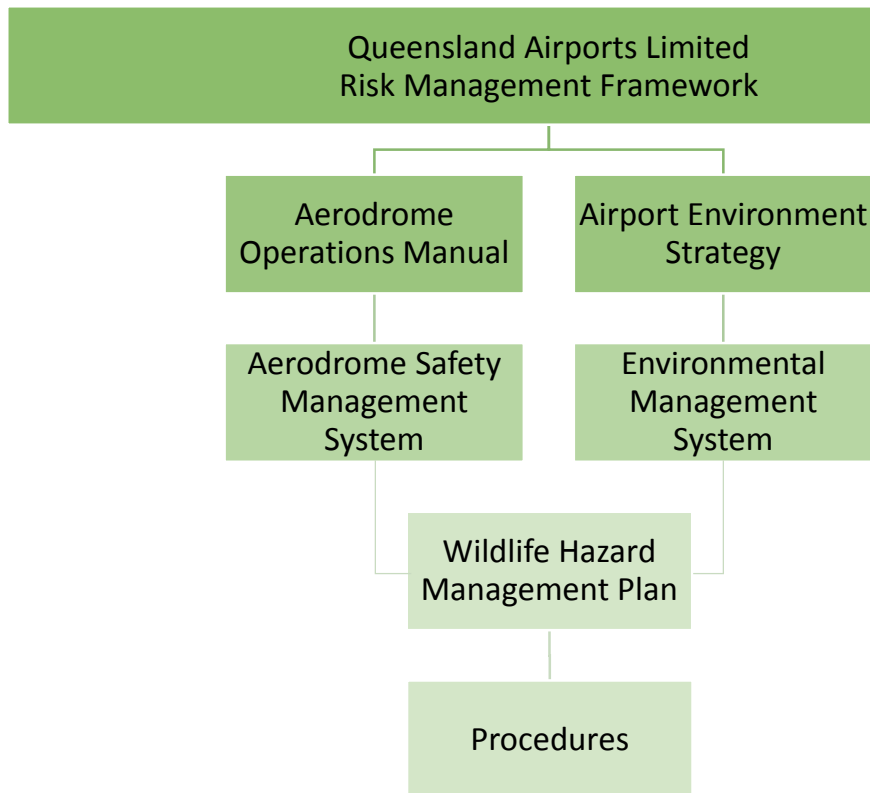 Queensland Airports Limited
Risk Management Framework
Aerodrome
Operations Manual
Airport Environment
Strategy
Aerodrome Safety
Management
System
Environmental
Management
System
Wildlife Hazard
Management Plan
Procedures